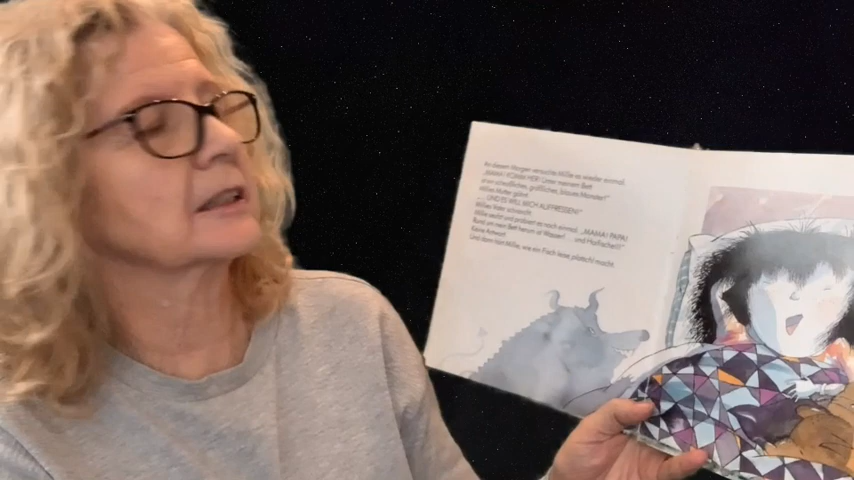 An diesem Morgen versuchte Millie es wieder einmal.
„MAMA! KOMM HER! Unter meinem Bett
ist ein scheußliches, gräßliches, blaues Monster!"
Millies Mutter gähnt.
„... UND ES WILL MICH AUFFRESSEN!"
Millies Vater schnarcht.
Millie seufzt und probiert es noch einmal. „MAMA! PAPA!
Rund um mein Bett herum ist Wasser! ... und Haifische!!!"
Keine Antwort.
Und dann hört Millie, wie ein Fisch leise platsch! macht.